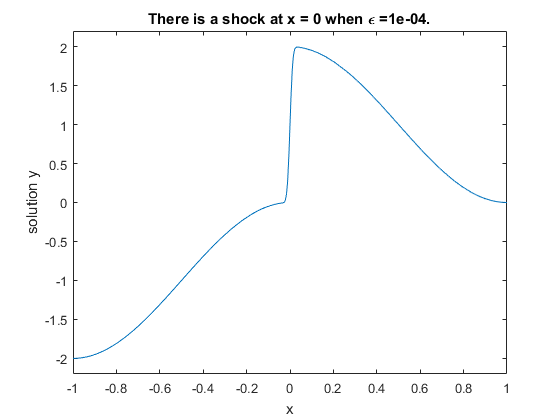 There is a shock at x = 0 when ϵ =1e-04.
solution y
2
1.5
1
0.5
0
-0.5
-1
-1.5
-2
-1 -0.8 -0.6 -0.4 -0.2 0 0.2 0.4 0.6 0.8 1
x